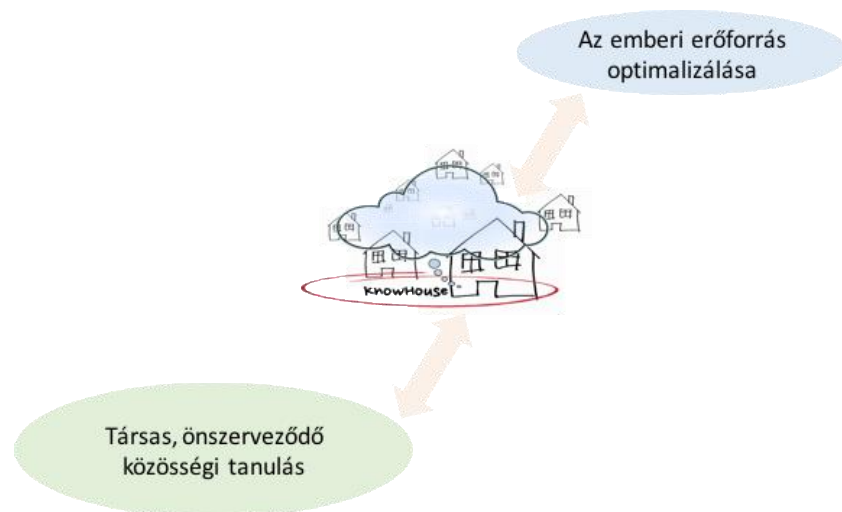 Az emberi erőforrás
optimalizálása
KnowHouse
Társas, önszerveződő
közösségi tanulás